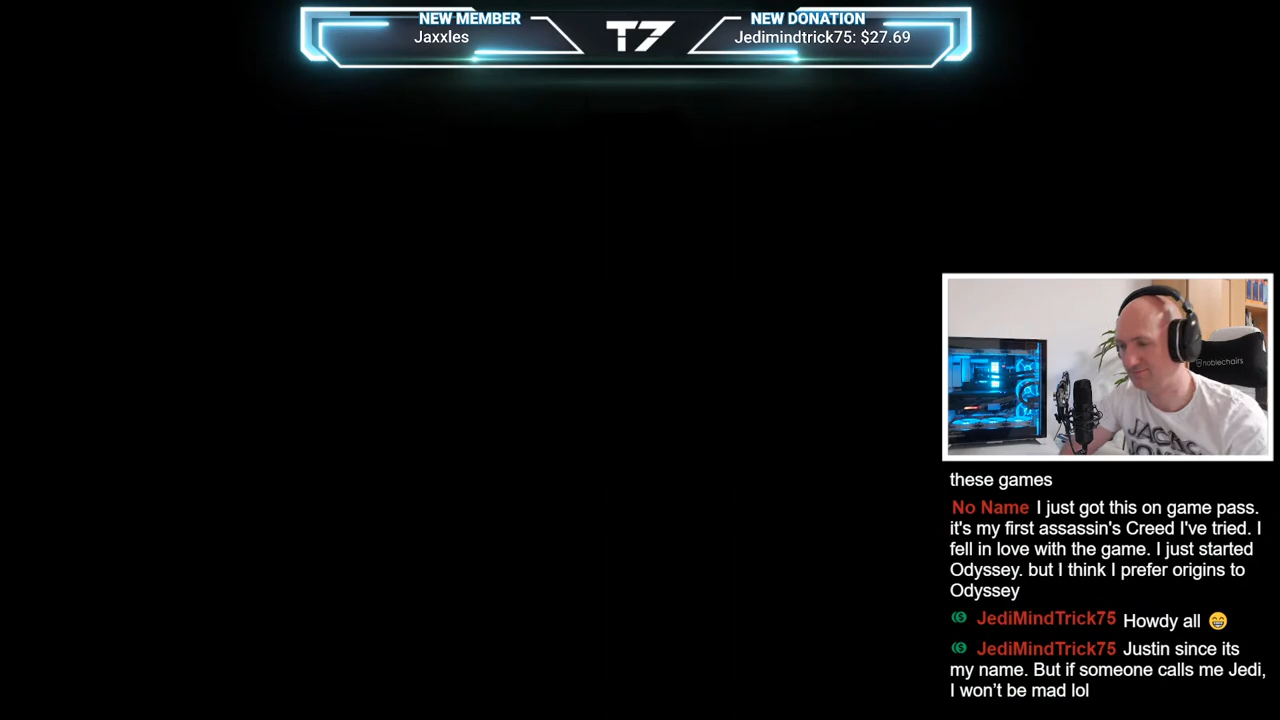 NEW MEMBER
Jaxxles
T7
NEW DONATION
Jedimindtrick75: $27.69
noblechairs
JACK
these games
No Name I just got this on game pass.
it's my first assassin's Creed I've tried. I
fell in love with the game. I just started
Odyssey. but I think I prefer origins to
Odyssey
JediMindTrick75 Howdy all 😁
JediMindTrick75 Justin since its
my name. But if someone calls me Jedi,
I won't be mad lol